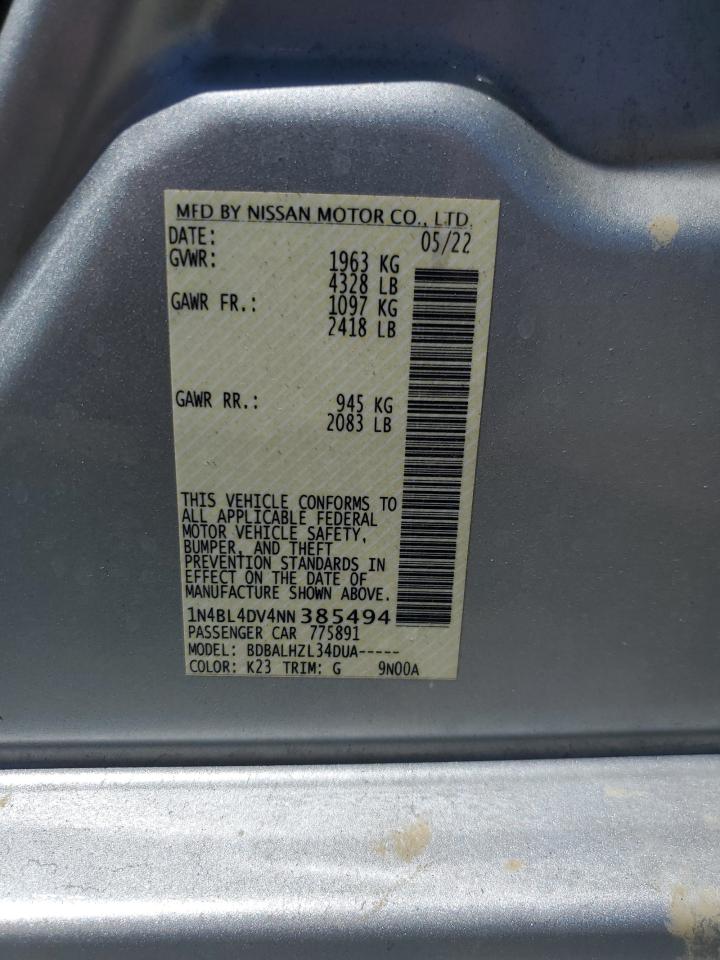 MFD BY NISSAN MOTOR CO., LTD.
DATE: 05/22
GVWR: 1963 KG
4328 LB
GAWR FR.: 1097 KG
2418 LB
GAWR RR.: 945 KG
2083 LB
THIS VEHICLE CONFORMS TO
ALL APPLICABLE FEDERAL
MOTOR VEHICLE SAFETY,
BUMPER, AND THEFT
PREVENTION STANDARDS IN
EFFECT ON THE DATE OF
MANUFACTURE SHOWN ABOVE.
1N4BL4DV4NN385494
PASSENGER CAR 775891
MODEL: BDBALHZL34DUA-----
COLOR: K23 TRIM: G 9N00A